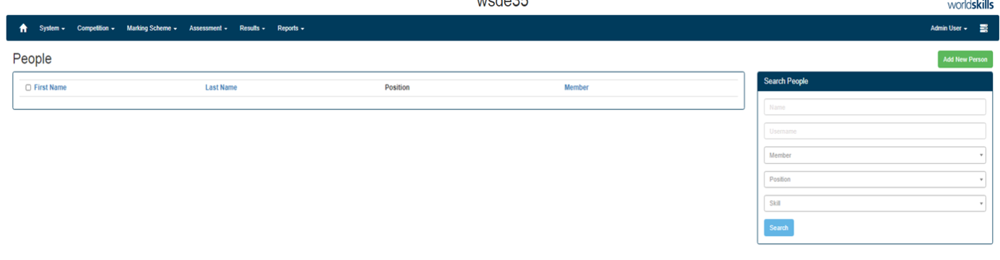 wsde35
worldskills
System Competition Marking Scheme Assessment Results Reports Admin User
People
Add New Person
First Name Last Name Position Member
Search People
Name
Username
Member
Position
Skill
Search